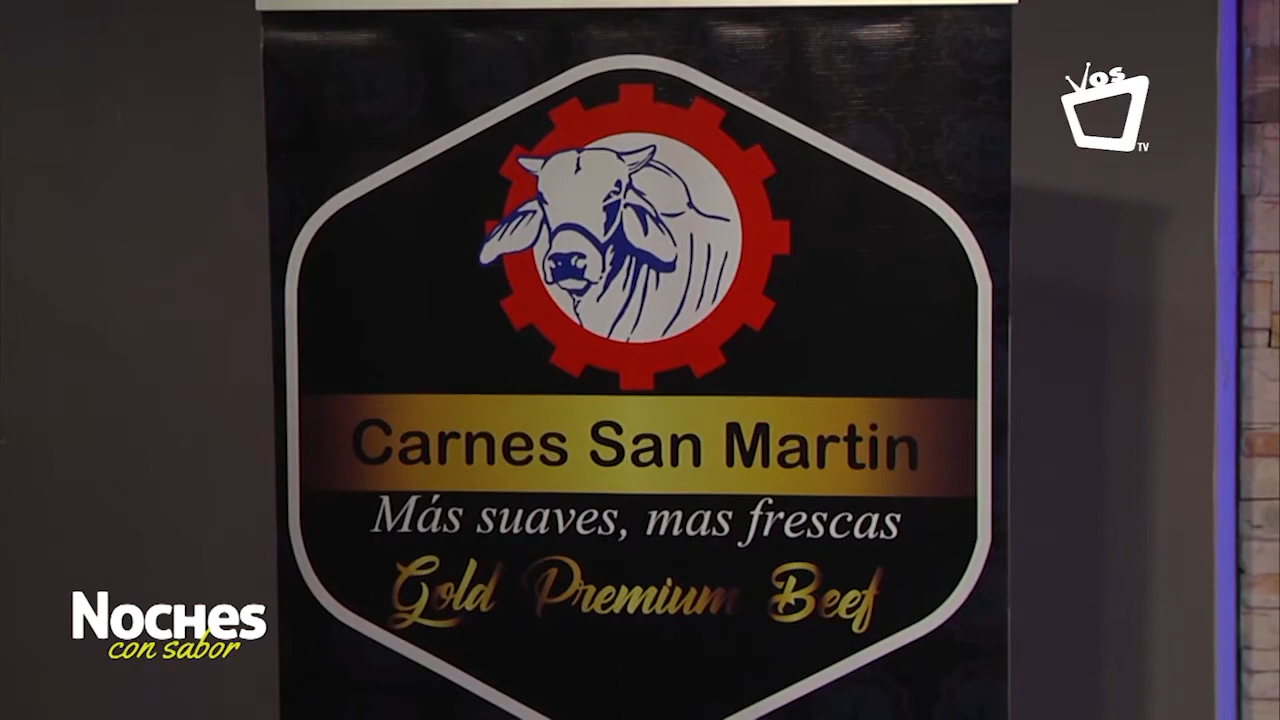 VOS
TV
Carnes San Martin
Más suaves, mas frescas
Gold Premium Beef
NOCHES
con sabor